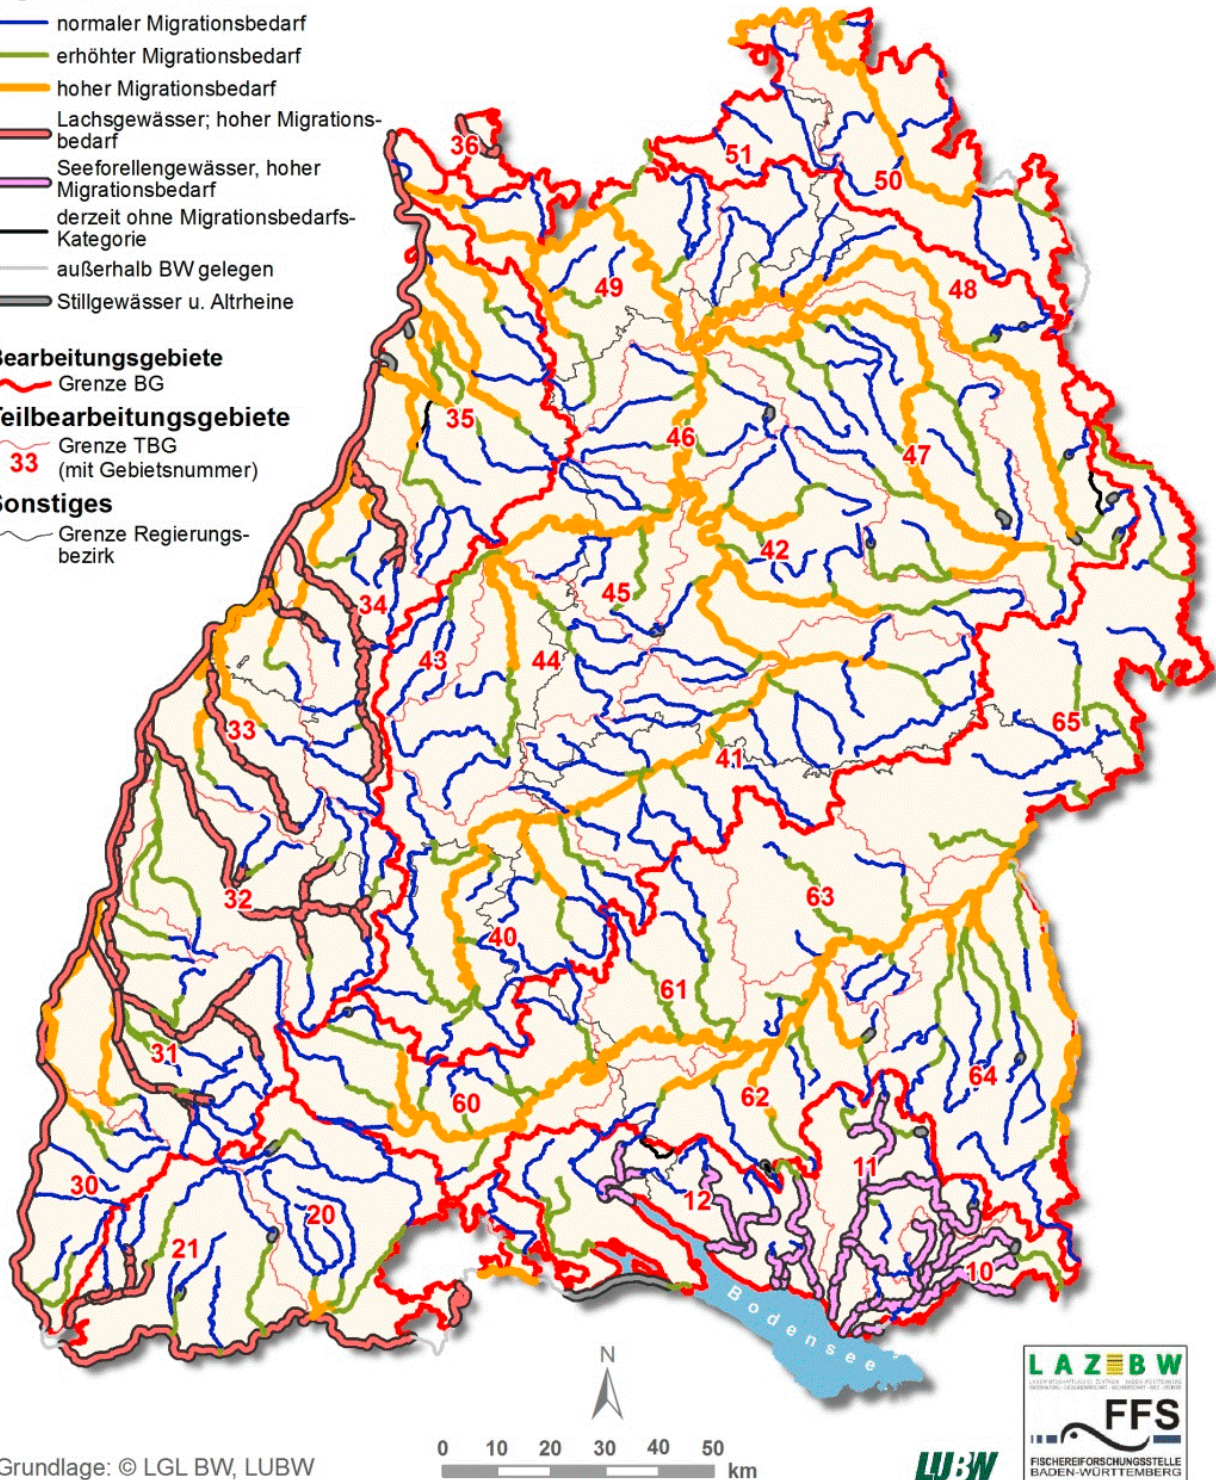 normaler Migrationsbedarf
erhöhter Migrationsbedarf
hoher Migrationsbedarf
Lachsgewässer; hoher Migrations-
bedarf
Seeforellengewässer, hoher
Migrationsbedarf
derzeit ohne Migrationsbedarfs-
Kategorie
außerhalb BW gelegen
Stillgewässer u. Altrheine
Bearbeitungsgebiete
Grenze BG
Teilbearbeitungsgebiete
Grenze TBG
33 (mit Gebietsnummer)
Sonstiges
Grenze Regierungs-
bezirk
36
51
50
49
48
35
46
47
42
45
34
43
44
33
65
41
32
63
40
61
31
64
60
62
30
11
12
20
21
10
Bodensee
N
0 10 20 30 40 50
km
Grundlage: © LGL BW, LUBW
LUBW
LAZBW
FFS
FISCHEREIFORSCHUNGSSTELLE
BADEN-WÜRTTEMBERG